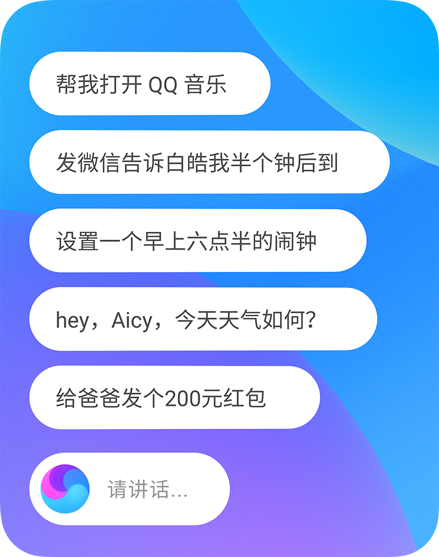 帮我打开 QQ 音乐
发微信告诉白皓我半个钟后到
设置一个早上六点半的闹钟
hey，Aicy，今天天气如何？
给爸爸发个200元红包
请讲话...